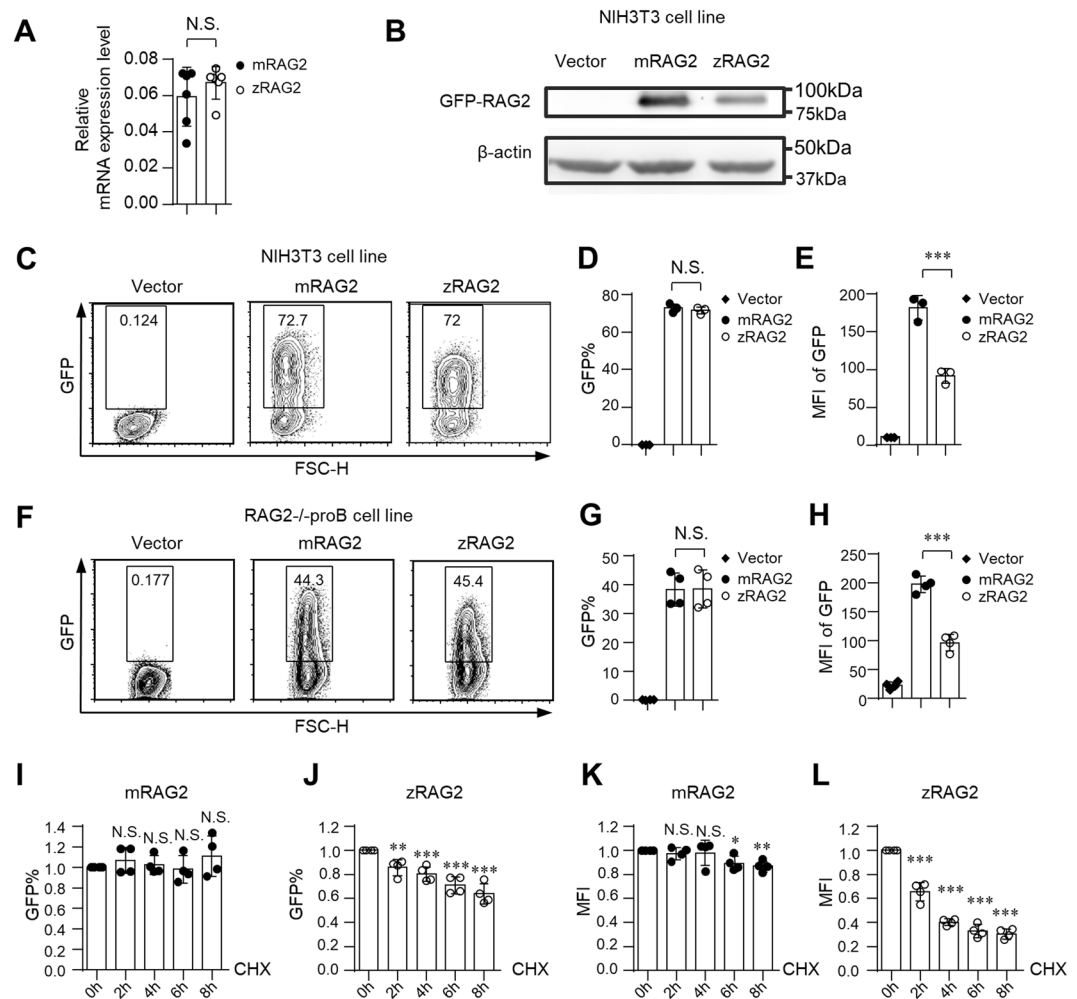 A
N.S.
Relative
mRNA expression level
0.08
0.06
0.04
0.02
0.00
mRAG2
zRAG2
B
NIH3T3 cell line
Vector mRAG2 zRAG2
GFP-RAG2
100kDa
75kDa
β-actin
50kDa
37kDa
C
NIH3T3 cell line
Vector mRAG2 zRAG2
0.124 72.7 72
GFP
FSC-H
D
N.S.
GFP%
80
60
40
20
0
Vector
mRAG2
zRAG2
E
***
MFI of GFP
200
150
100
50
0
Vector
mRAG2
zRAG2
F
RAG2-/-proB cell line
Vector mRAG2 zRAG2
0.177 44.3 45.4
GFP
FSC-H
G
N.S.
GFP%
50
40
30
20
10
0
Vector
mRAG2
zRAG2
H
***
MFI of GFP
250
200
150
100
50
0
Vector
mRAG2
zRAG2
I
mRAG2
GFP%
1.4
1.2
1.0
0.8
0.6
0.4
0.2
0.0
N.S. N.S. N.S. N.S.
0h 2h 4h 6h 8h CHX
J
zRAG2
GFP%
1.2
1.0
0.8
0.6
0.4
0.2
0.0
** *** *** ***
0h 2h 4h 6h 8h CHX
K
mRAG2
MFI
1.2
1.0
0.8
0.6
0.4
0.2
0.0
N.S. N.S. * **
0h 2h 4h 6h 8h CHX
L
zRAG2
MFI
1.2
1.0
0.8
0.6
0.4
0.2
0.0
*** *** *** ***
0h 2h 4h 6h 8h CHX